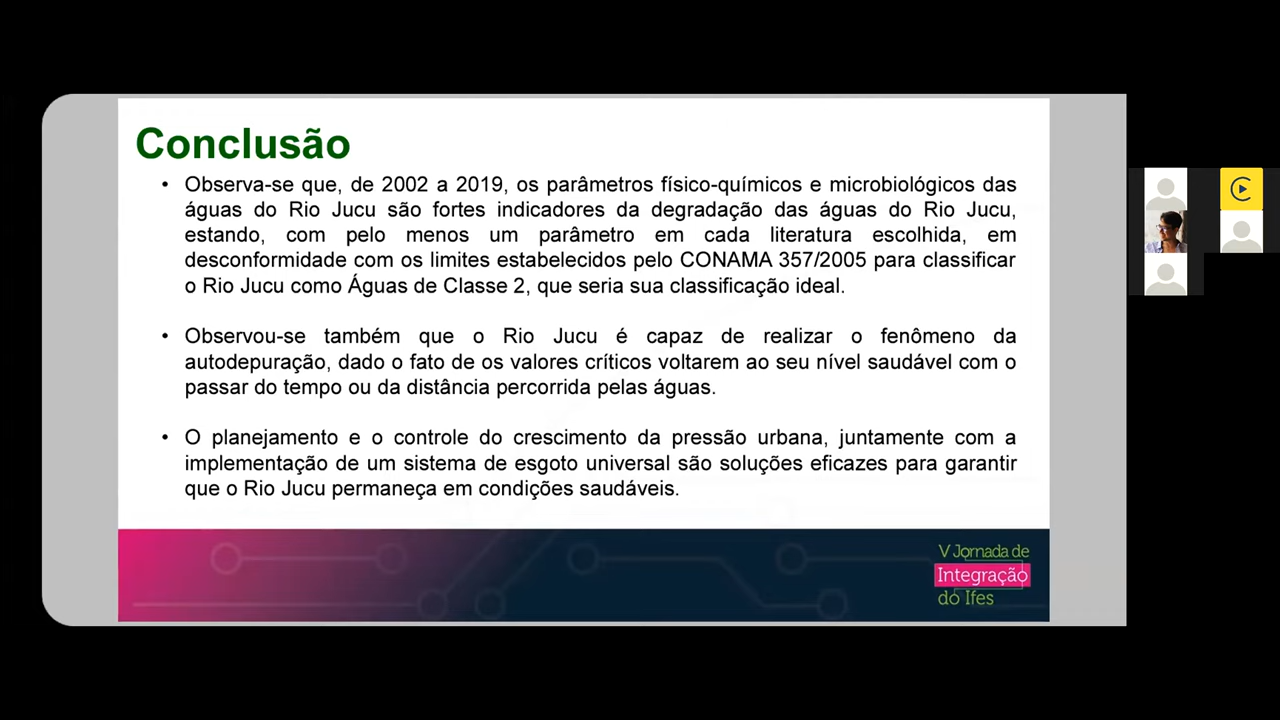 Conclusão
• Observa-se que, de 2002 a 2019, os parâmetros físico-químicos e microbiológicos das
águas do Rio Jucu são fortes indicadores da degradação das águas do Rio Jucu,
estando, com pelo menos um parâmetro em cada literatura escolhida, em
desconformidade com os limites estabelecidos pelo CONAMA 357/2005 para classificar
o Rio Jucu como Águas de Classe 2, que seria sua classificação ideal.
• Observou-se também que o Rio Jucu é capaz de realizar o fenômeno da
autodepuração, dado o fato de os valores críticos voltarem ao seu nível saudável com o
passar do tempo ou da distância percorrida pelas águas.
• O planejamento e o controle do crescimento da pressão urbana, juntamente com a
implementação de um sistema de esgoto universal são soluções eficazes para garantir
que o Rio Jucu permaneça em condições saudáveis.
V Jornada de
Integração
do Ifes